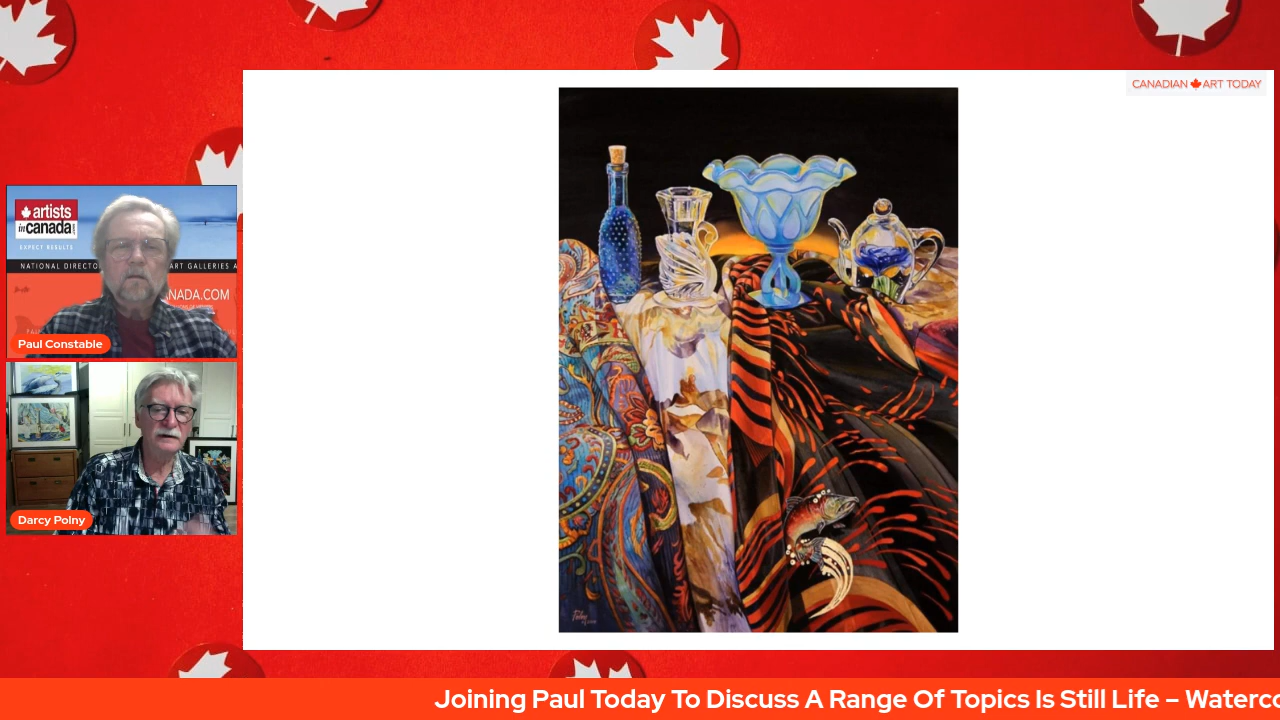 CANADIAN ART TODAY
artists
in canada
EXPECT RESULTS
NATIONAL DIRECTO ART GALLERIES A
NADA.COM
Paul Constable
Darcy Polny
Joining Paul Today To Discuss A Range Of Topics Is Still Life – Waterco